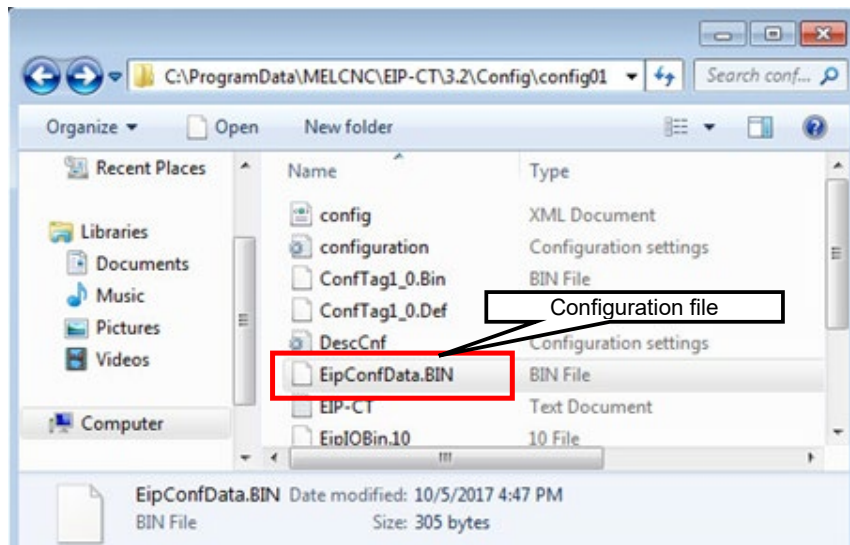 C:\ProgramData\MELCNC\EIP-CT\3.2\Config\config01
Search conf...
Organize
Open
New folder
Recent Places
Libraries
Documents
Music
Pictures
Videos
Computer
Name
Type
config
XML Document
configuration
Configuration settings
ConfTag1_0.Bin
BIN File
ConfTag1_0.Def
Configuration file
DescCnf
Configuration settings
EipConfData.BIN
BIN File
EIP-CT
Text Document
EipIOBin.10
10 File
EipConfData.BIN Date modified: 10/5/2017 4:47 PM
BIN File
Size: 305 bytes